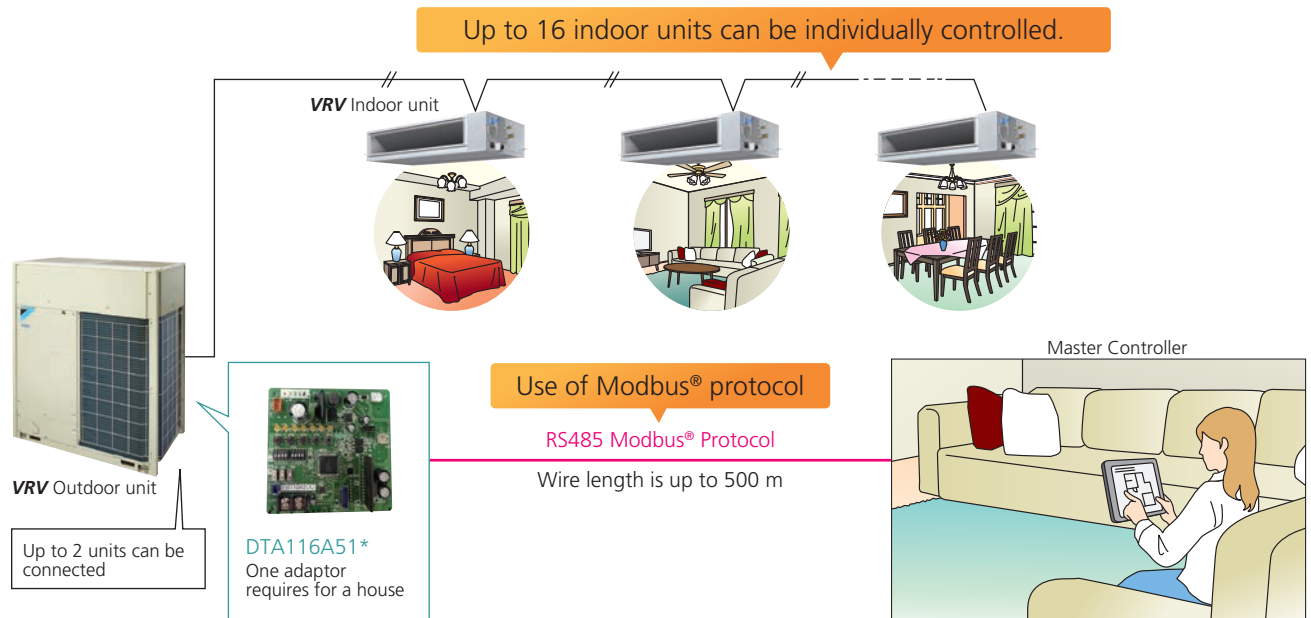 Up to 16 indoor units can be individually controlled.
VRV Indoor unit
Master Controller
Use of Modbus® protocol
RS485 Modbus® Protocol
Wire length is up to 500 m
VRV Outdoor unit
Up to 2 units can be
connected
DTA116A51*
One adaptor
requires for a house